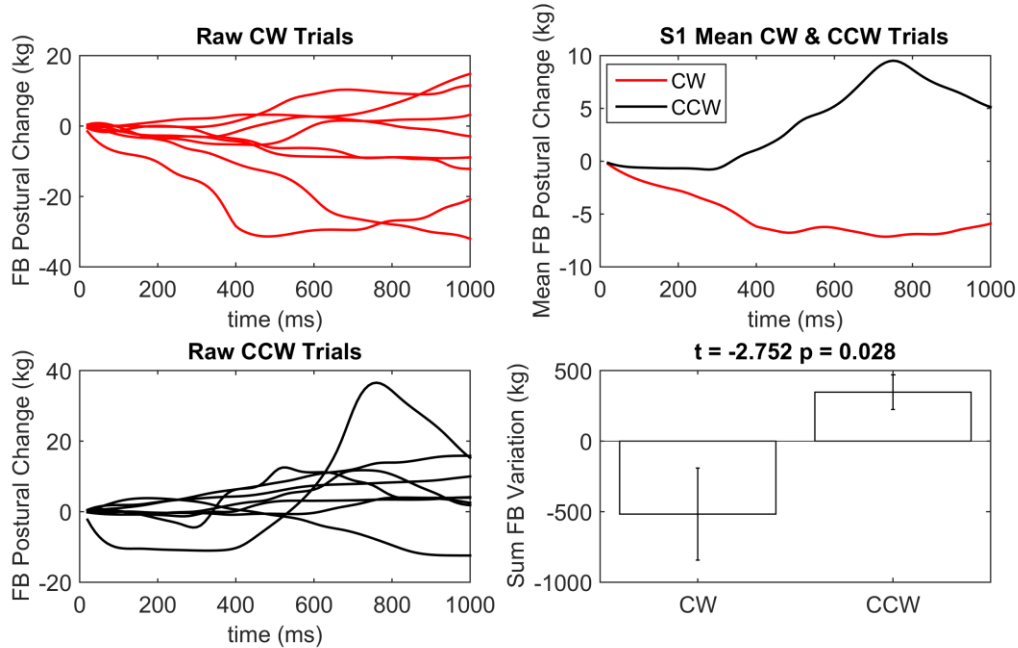 Raw CW Trials
FB Postural Change (kg)
20
0
-20
-40
200
400
600
800
1000
time (ms)
S1 Mean CW & CCW Trials
Mean FB Postural Change (kg)
10
5
0
-5
-10
CW
CCW
0
200
400
600
800
1000
time (ms)
Raw CCW Trials
FB Postural Change (kg)
40
20
0
-20
200
400
600
800
1000
time (ms)
t = -2.752 p = 0.028
Sum FB Variation (kg)
500
0
-500
-1000
CW
CCW